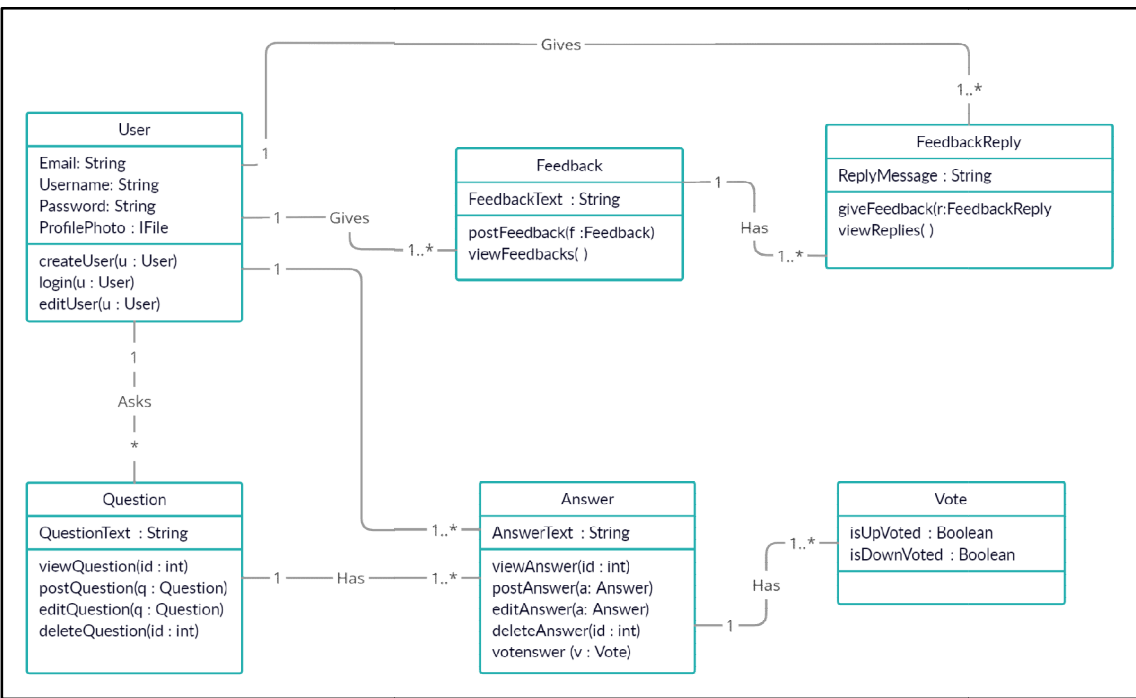 Gives
1..*
1
User
Email: String
Username: String
Password: String
ProfilePhoto : IFile
createUser(u : User)
login(u : User)
editUser(u : User)
1
Gives
1..*
1
Feedback
FeedbackText : String
postFeedback(f :Feedback)
viewFeedbacks( )
1
Has
1..*
FeedbackReply
ReplyMessage : String
giveFeedback(r:FeedbackReply
viewReplies( )
1
Asks
*
1..*
Question
QuestionText : String
viewQuestion(id : int)
postQuestion(q : Question)
editQuestion(q : Question)
deleteQuestion(id : int)
1
Has
1..*
Answer
AnswerText : String
viewAnswer(id : int)
postAnswer(a: Answer)
editAnswer(a: Answer)
deleteAnswer(id : int)
votenswer (v : Vote)
1
Has
1..*
Vote
isUpVoted : Boolean
isDownVoted : Boolean